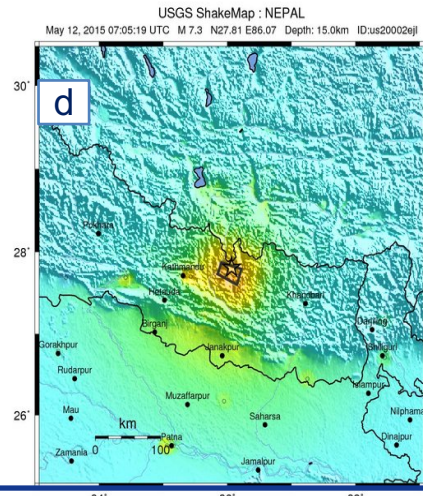 USGS ShakeMap : NEPAL
May 12, 2015 07:05:19 UTC M 7.3 N27.81 E86.07 Depth: 15.0km ID:us20002ejl
30°
d
Pokhara
28°
Kathmandu
Hetauda
Khandbari
Birganj
Darjiling
Gorakhpur
Janakpur
Shiliguri
Rudarpur
Islampur
Muzaffarpur
26°
Mau
km
Saharsa
Nilphama
0 100
Patna
Dinajpur
Zamania
Jamalpur